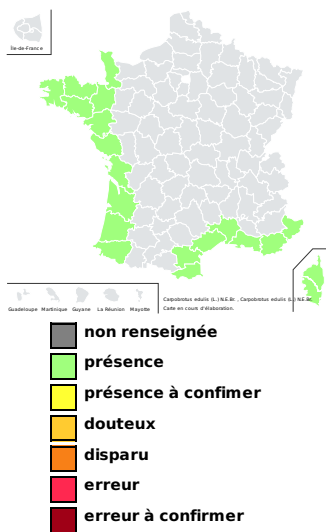 Île-de-France
Guadeloupe Martinique Guyane La Réunion Mayotte
Carpobrotus edulis (L.) N.E.Br. , Carpobrotus edulis (L.) N.E.Br.
Carte en cours d'élaboration.
non renseignée
présence
présence à confimer
douteux
disparu
erreur
erreur à confirmer